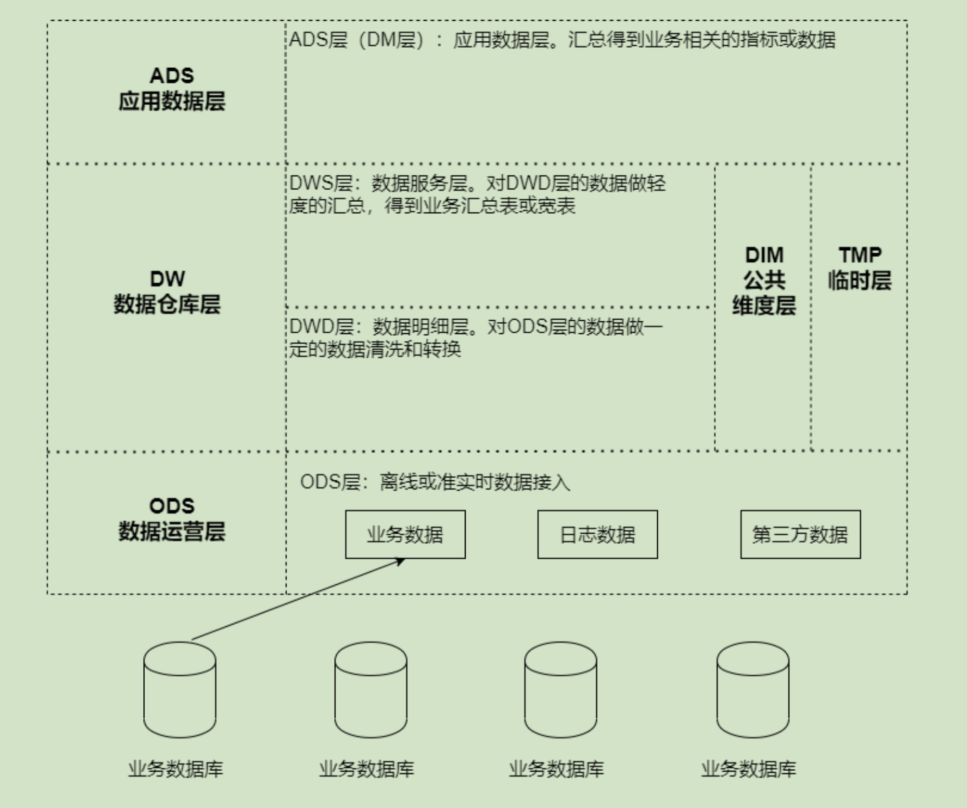 ADS
应用数据层
ADS层（DM层）：应用数据层。汇总得到业务相关的指标或数据
DW
数据仓库层
DWS层：数据服务层。对DWD层的数据做轻
度的汇总，得到业务汇总表或宽表
DWD层：数据明细层。对ODS层的数据做一
定的数据清洗和转换
DIM
公共
维度层
TMP
临时层
ODS
数据运营层
ODS层：离线或准实时数据接入
业务数据
日志数据
第三方数据
业务数据库
业务数据库
业务数据库
业务数据库